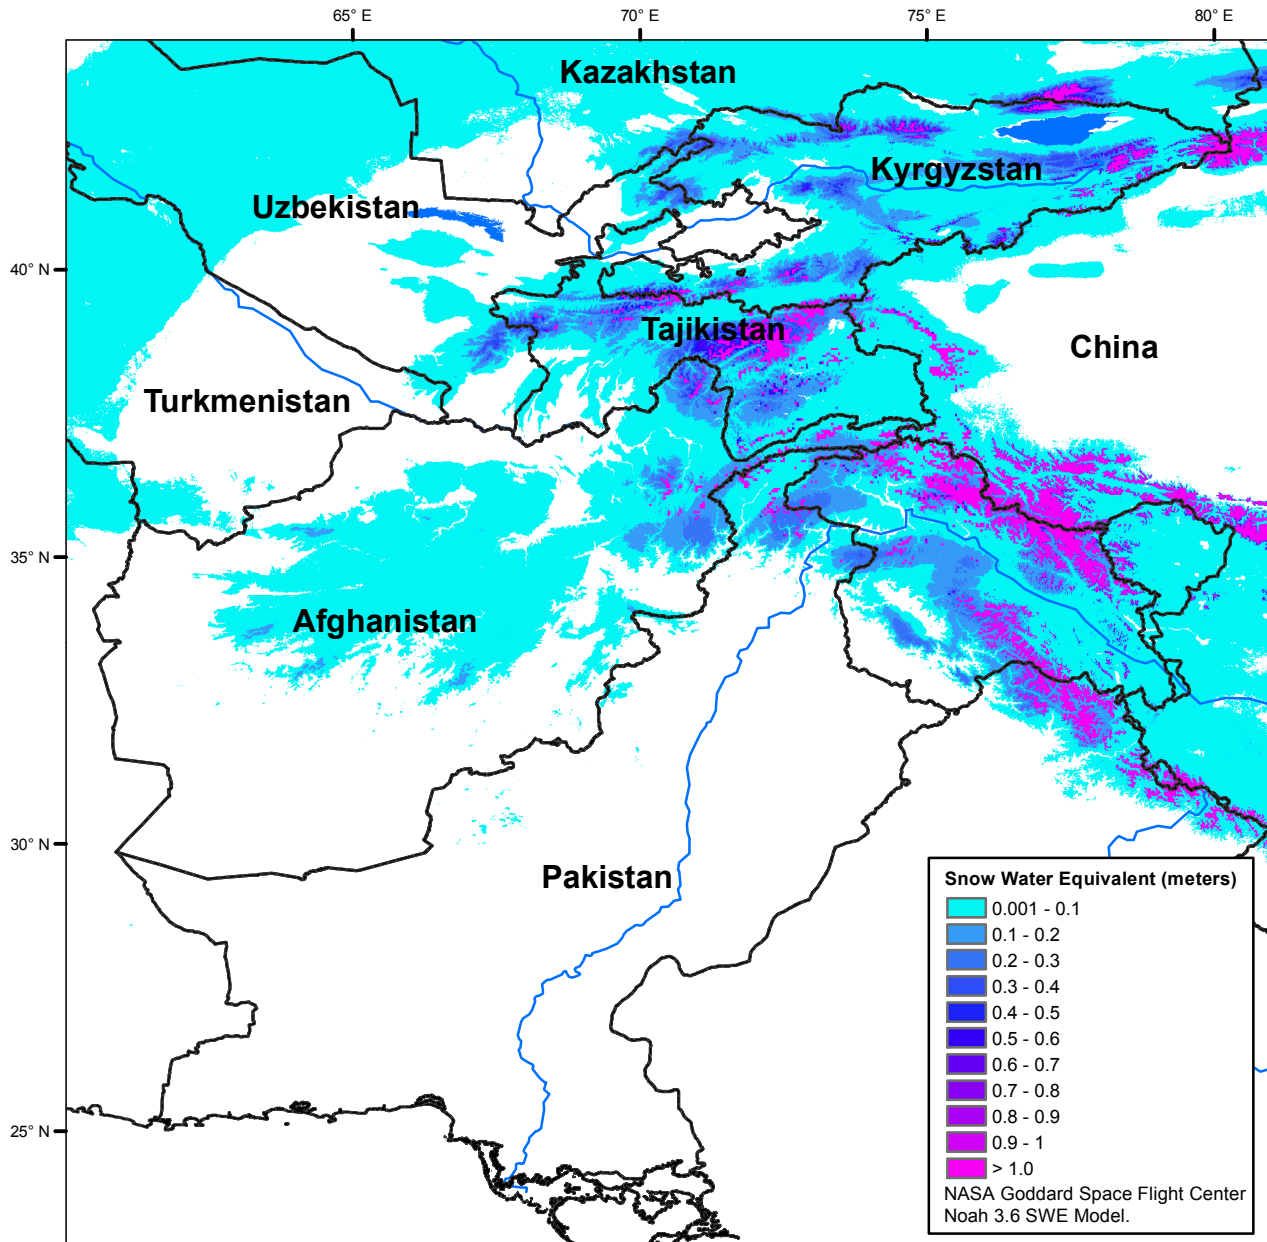 65° E
70° E
75° E
80° E
Kazakhstan
Kyrgyzstan
Uzbekistan
40° N
Tajikistan
China
Turkmenistan
35° N
Afghanistan
30° N
Pakistan
25° N
Snow Water Equivalent (meters)
0.001 - 0.1
0.1 - 0.2
0.2 - 0.3
0.3 - 0.4
0.4 - 0.5
0.5 - 0.6
0.6 - 0.7
0.7 - 0.8
0.8 - 0.9
0.9 - 1
> 1.0
NASA Goddard Space Flight Center
Noah 3.6 SWE Model.